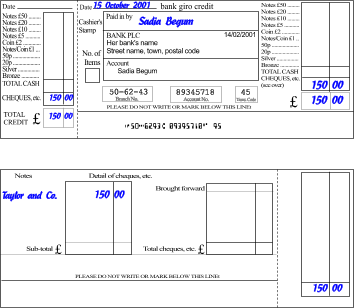 Date
Notes £50
Notes £20
Notes £10
Notes £5
Coin £2
Notes/Coin £1
50p
20p
Silver
Bronze
TOTAL CASH
CHEQUES, etc. 150 00
TOTAL CREDIT £ 150 00
Date 15 October 2001 bank giro credit
Cashier's Stamp
No. of Items
Paid in by
Sadia Begum
BANK PLC 14/02/2001
Her bank's name
Street name, town, postal code
Account
Sadia Begum
50-62-43 89345718 45
Branch No. Account No. Trans. Code
Notes £50
Notes £20
Notes £10
Notes £5
Coin £2
Notes/Coin £1
50p
20p
Silver
Bronze
TOTAL CASH
CHEQUES, etc. (see over) 150 00
£ 150 00
PLEASE DO NOT WRITE OR MARK BELOW THIS LINE
Notes Detail of cheques, etc.
Taylor and Co. 150 00
Brought forward
Sub-total £ Total cheques, etc. £
PLEASE DO NOT WRITE OR MARK BELOW THIS LINE
150 00